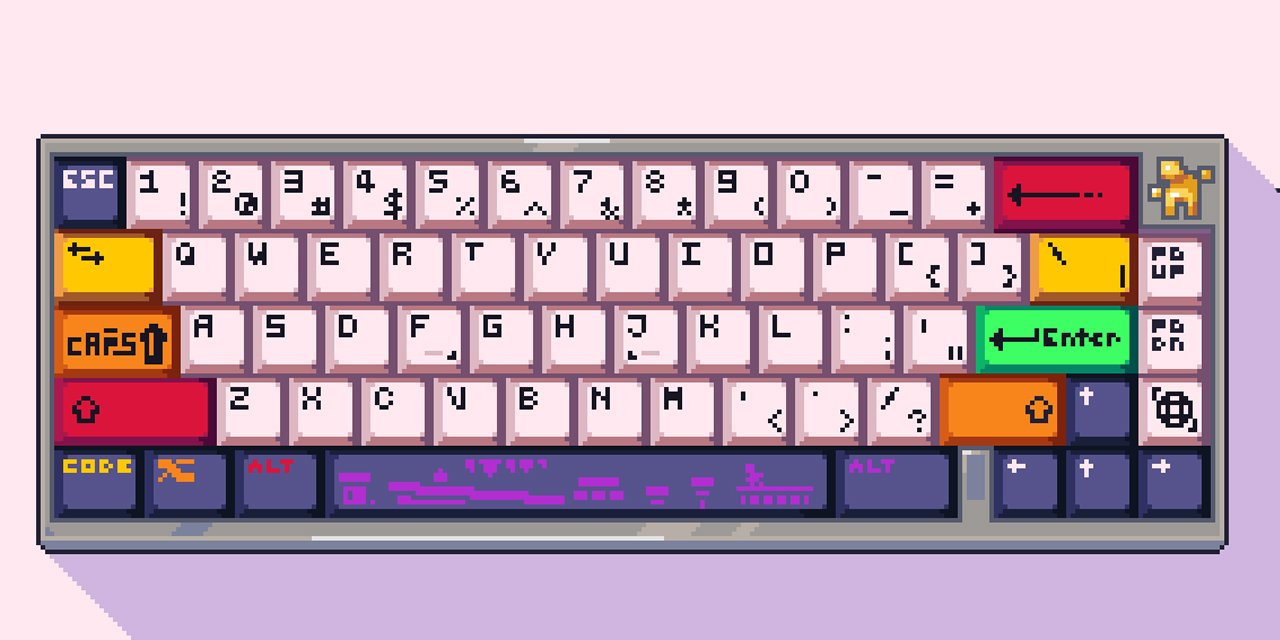 ESC 1 ! 2 @ 3 # 4 $ 5 % 6 ^ 7 & 8 * 9 ( 0 ) - _ = + ←
Q W E R T Y U I O P [ { ] } \ | PG UP
CAPS A S D F G H J K L : ; ' " Enter PG DN
Z X C V B N M , < . > / ?
CODE ALT ALT